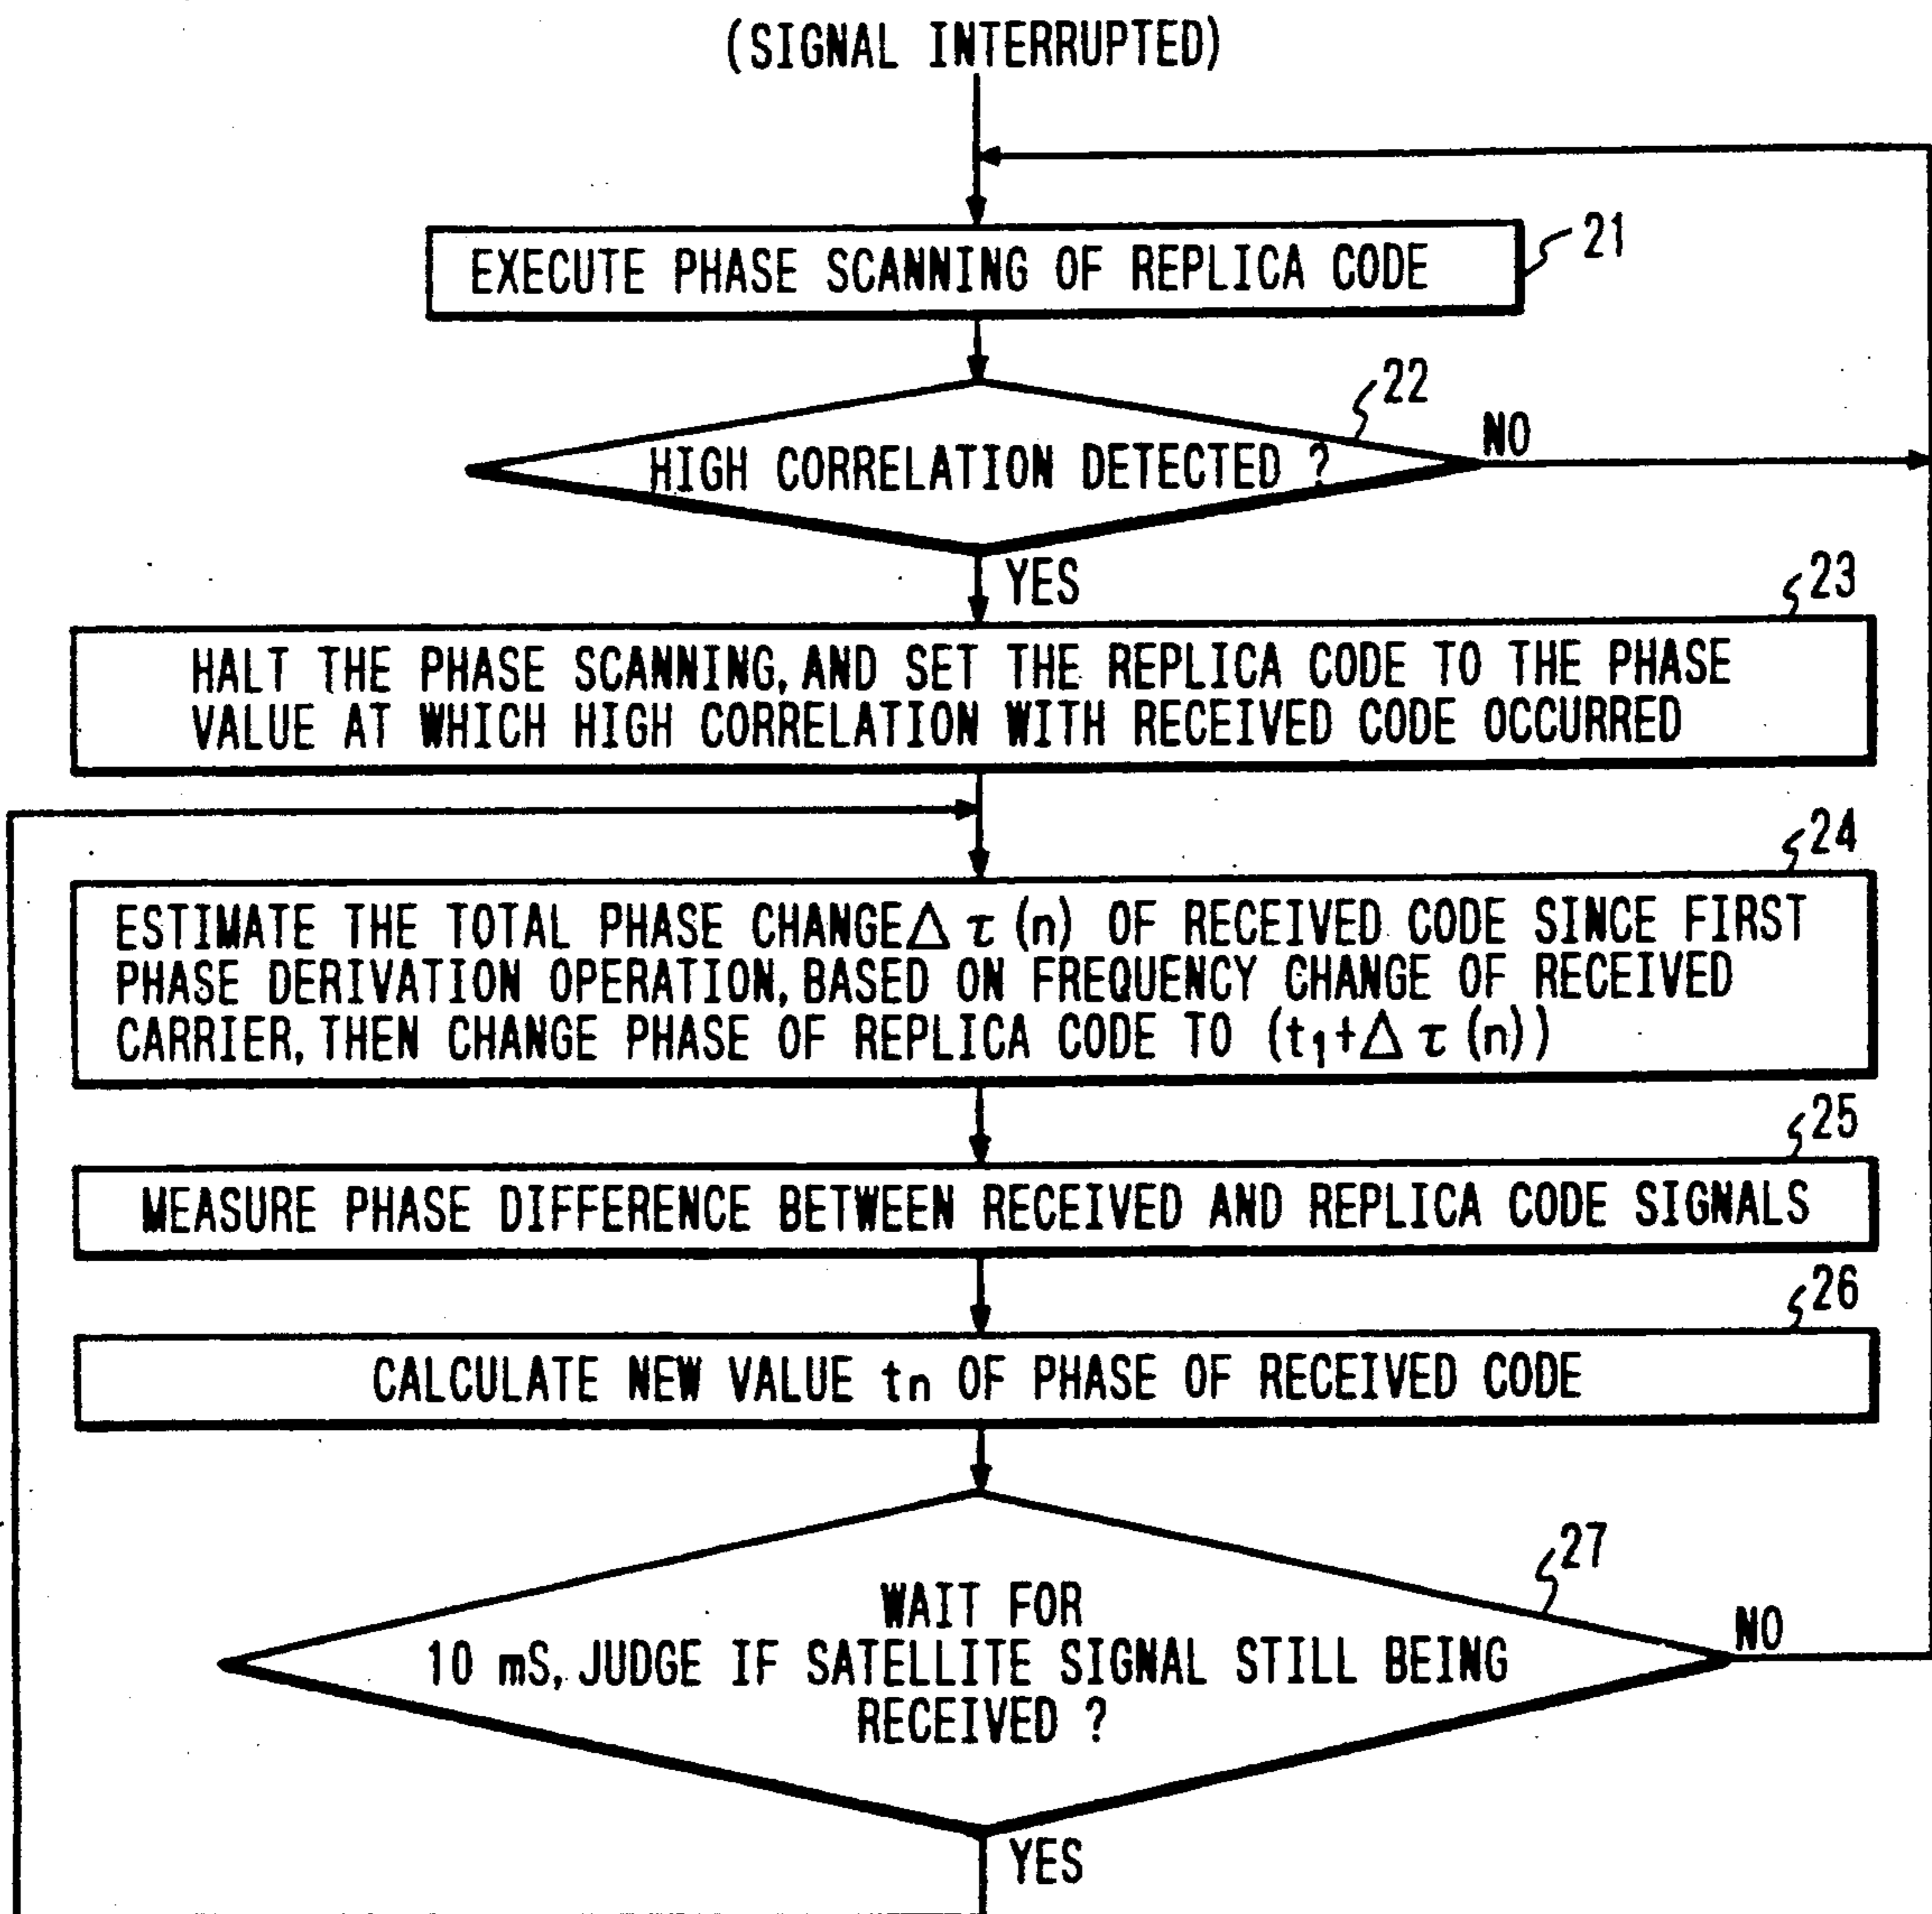 (SIGNAL INTERRUPTED)
EXECUTE PHASE SCANNING OF REPLICA CODE
21
22
HIGH CORRELATION DETECTED ?
NO
YES
23
HALT THE PHASE SCANNING, AND SET THE REPLICA CODE TO THE PHASE
VALUE AT WHICH HIGH CORRELATION WITH RECEIVED CODE OCCURRED
24
ESTIMATE THE TOTAL PHASE CHANGE Δ τ (n) OF RECEIVED CODE SINCE FIRST
PHASE DERIVATION OPERATION, BASED ON FREQUENCY CHANGE OF RECEIVED
CARRIER, THEN CHANGE PHASE OF REPLICA CODE TO (t₁+Δ τ (n))
25
MEASURE PHASE DIFFERENCE BETWEEN RECEIVED AND REPLICA CODE SIGNALS
26
CALCULATE NEW VALUE tn OF PHASE OF RECEIVED CODE
27
WAIT FOR
10 mS, JUDGE IF SATELLITE SIGNAL STILL BEING
RECEIVED ?
NO
YES